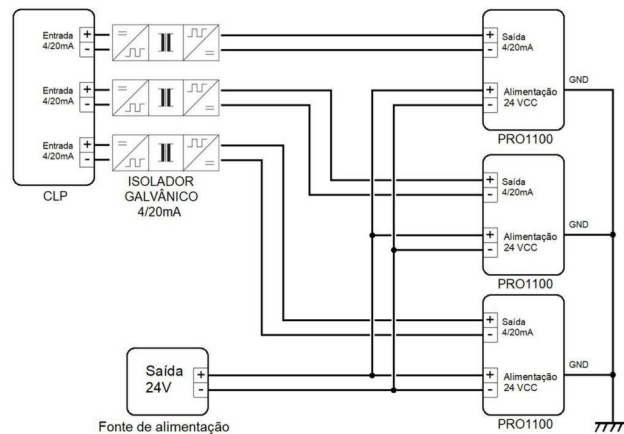 Entrada
4/20mA
+
-
Entrada
4/20mA
+
-
Entrada
4/20mA
+
-
CLP
ISOLADOR
GALVÂNICO
4/20mA
+
-
Saída
4/20mA
+
-
Alimentação
24 VCC
GND
PRO1100
+
-
Saída
4/20mA
+
-
Alimentação
24 VCC
GND
PRO1100
+
-
Saída
4/20mA
+
-
Alimentação
24 VCC
GND
PRO1100
Saída
24V
+
-
Fonte de alimentação